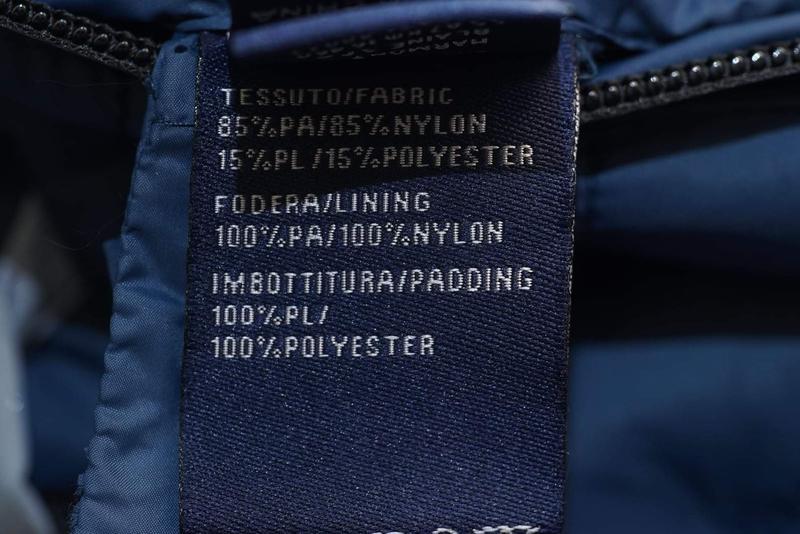 CHINA
TESSUTO/FABRIC
85%PA/85%NYLON
15%PL/15%POLYESTER
FODERA/LINING
100%PA/100%NYLON
IMBOTTITURA/PADDING
100%PL/
100%POLYESTER